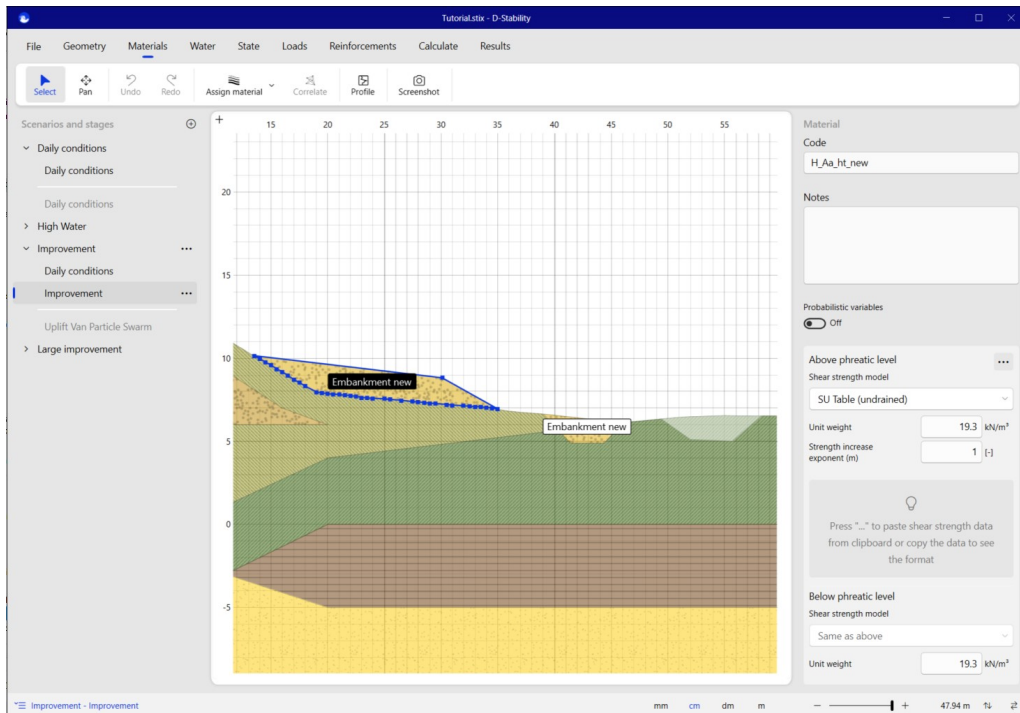 Tutorial.stix - D-Stability
File Geometry Materials Water State Loads Reinforcements Calculate Results
Select Pan Undo Redo Assign material Correlate Profile Screenshot
Scenarios and stages
Daily conditions
Daily conditions
Daily conditions
High Water
Improvement
Daily conditions
Improvement
Uplift Van Particle Swarm
Large improvement
15 20 25 30 35 40 45 50 55
20
15
10
5
0
-5
Embankment new
Embankment new
Material
Code
H_Aa_ht_new
Notes
Probabilistic variables
Off
Above phreatic level
Shear strength model
SU Table (undrained)
Unit weight 19.3 kN/m³
Strength increase
exponent (m) 1 [-]
Press "..." to paste shear strength data
from clipboard or copy the data to see
the format
Below phreatic level
Shear strength model
Same as above
Unit weight 19.3 kN/m³
Improvement - Improvement
mm cm dm m
47.94 m